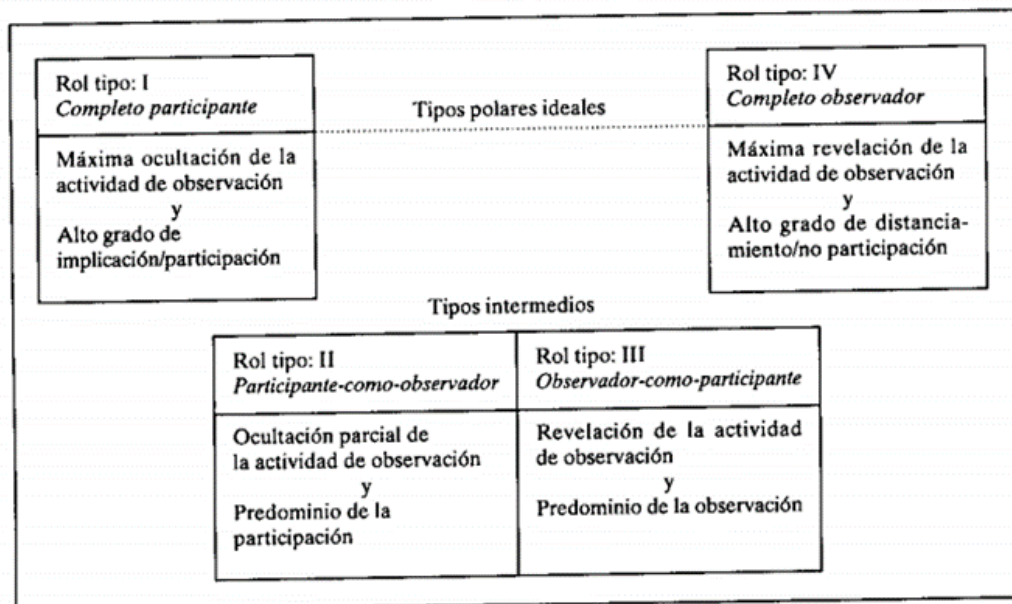 Rol tipo: I
Completo participante
Máxima ocultación de la
actividad de observación
y
Alto grado de
implicación/participación
Tipos polares ideales
Rol tipo: IV
Completo observador
Máxima revelación de la
actividad de observación
y
Alto grado de distancia-
miento/no participación
Tipos intermedios
Rol tipo: II
Participante-como-observador
Ocultación parcial de
la actividad de observación
y
Predominio de la
participación
Rol tipo: III
Observador-como-participante
Revelación de la actividad
de observación
y
Predominio de la observación